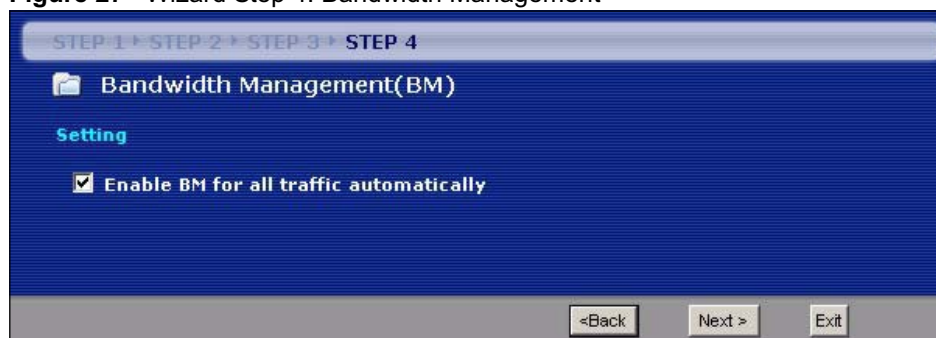 STEP 1 STEP 2 STEP 3 STEP 4
Bandwidth Management(BM)
Setting
Enable BM for all traffic automatically
<Back Next > Exit